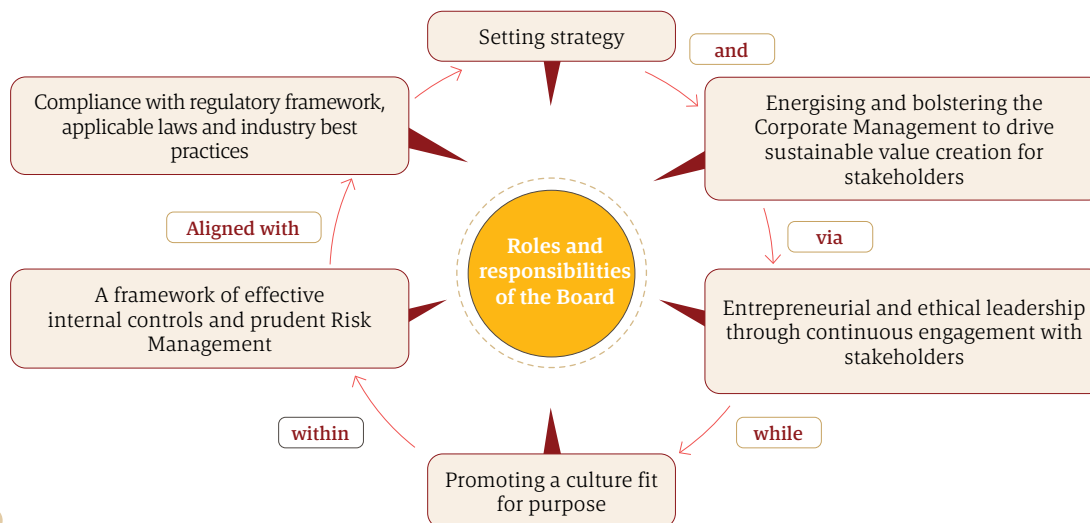 Setting strategy
and
Energising and bolstering the
Corporate Management to drive
sustainable value creation for
stakeholders
via
Entrepreneurial and ethical leadership
through continuous engagement with
stakeholders
while
Promoting a culture fit
for purpose
within
A framework of effective
internal controls and prudent Risk
Management
Aligned with
Compliance with regulatory framework,
applicable laws and industry best
practices
Roles and
responsibilities
of the Board